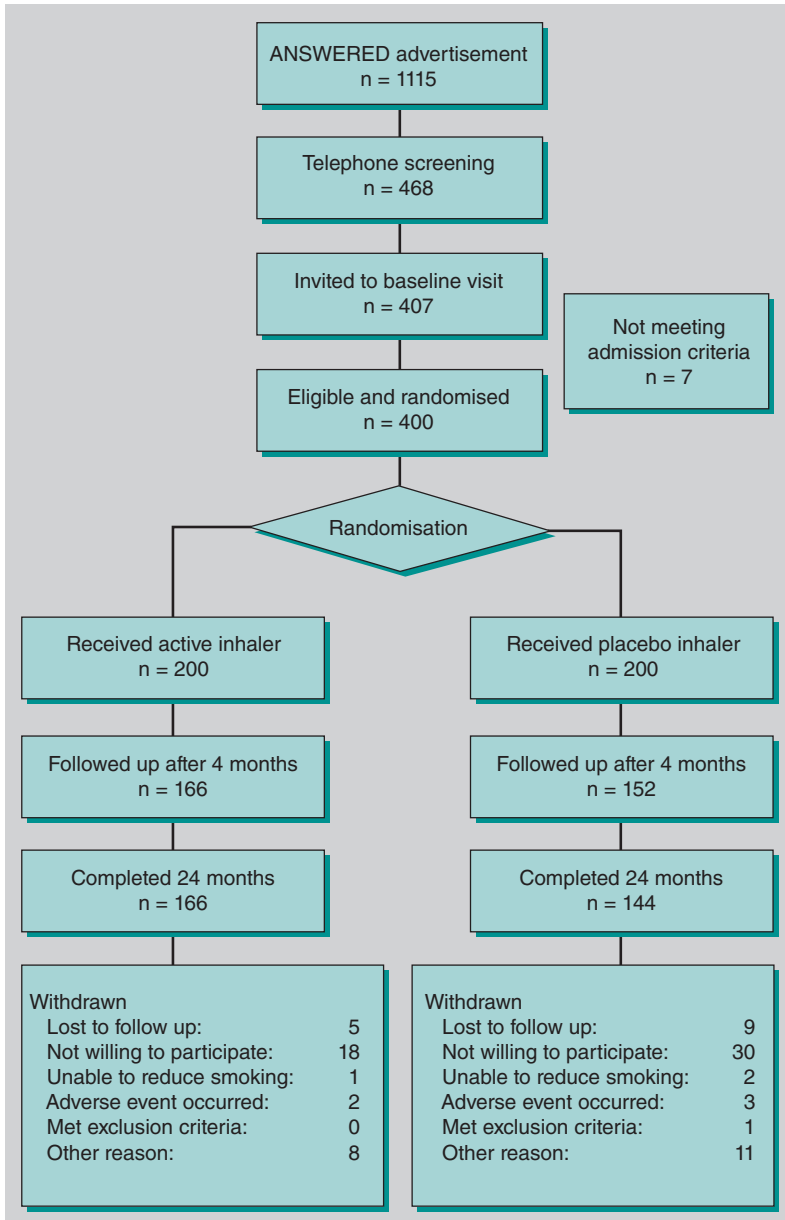 ANSWERED advertisement
n = 1115
Telephone screening
n = 468
Invited to baseline visit
n = 407
Not meeting
admission criteria
n = 7
Eligible and randomised
n = 400
Randomisation
Received active inhaler
n = 200
Received placebo inhaler
n = 200
Followed up after 4 months
n = 166
Followed up after 4 months
n = 152
Completed 24 months
n = 166
Completed 24 months
n = 144
Withdrawn
Lost to follow up: 5
Not willing to participate: 18
Unable to reduce smoking: 1
Adverse event occurred: 2
Met exclusion criteria: 0
Other reason: 8
Withdrawn
Lost to follow up: 9
Not willing to participate: 30
Unable to reduce smoking: 2
Adverse event occurred: 3
Met exclusion criteria: 1
Other reason: 11